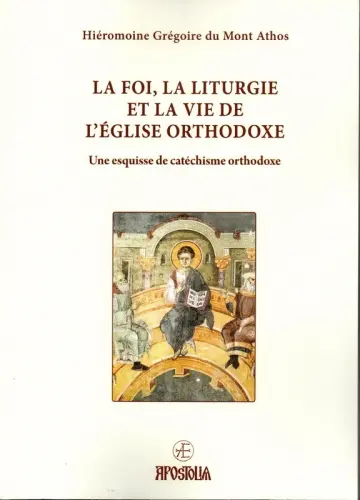 Hiéromoine Grégoire du Mont Athos
LA FOI, LA LITURGIE
ET LA VIE DE
L'ÉGLISE ORTHODOXE
Une esquisse de catéchisme orthodoxe
APOSTOLIA